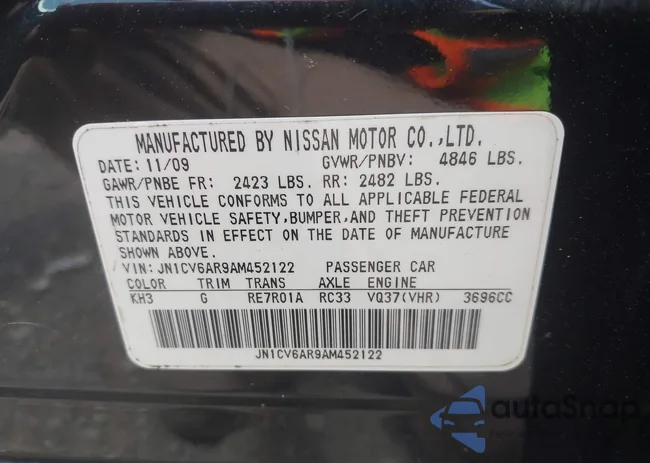 MANUFACTURED BY NISSAN MOTOR CO.,LTD.
DATE: 11/09 GVWR/PNBV: 4846 LBS.
GAWR/PNBE FR: 2423 LBS. RR: 2482 LBS.
THIS VEHICLE CONFORMS TO ALL APPLICABLE FEDERAL
MOTOR VEHICLE SAFETY,BUMPER,AND THEFT PREVENTION
STANDARDS IN EFFECT ON THE DATE OF MANUFACTURE
SHOWN ABOVE.
VIN: JN1CV6AR9AM452122 PASSENGER CAR
COLOR TRIM TRANS AXLE ENGINE
KH3 G RE7R01A RC33 VQ37(VHR) 3696CC
JN1CV6AR9AM452122
autoSnap